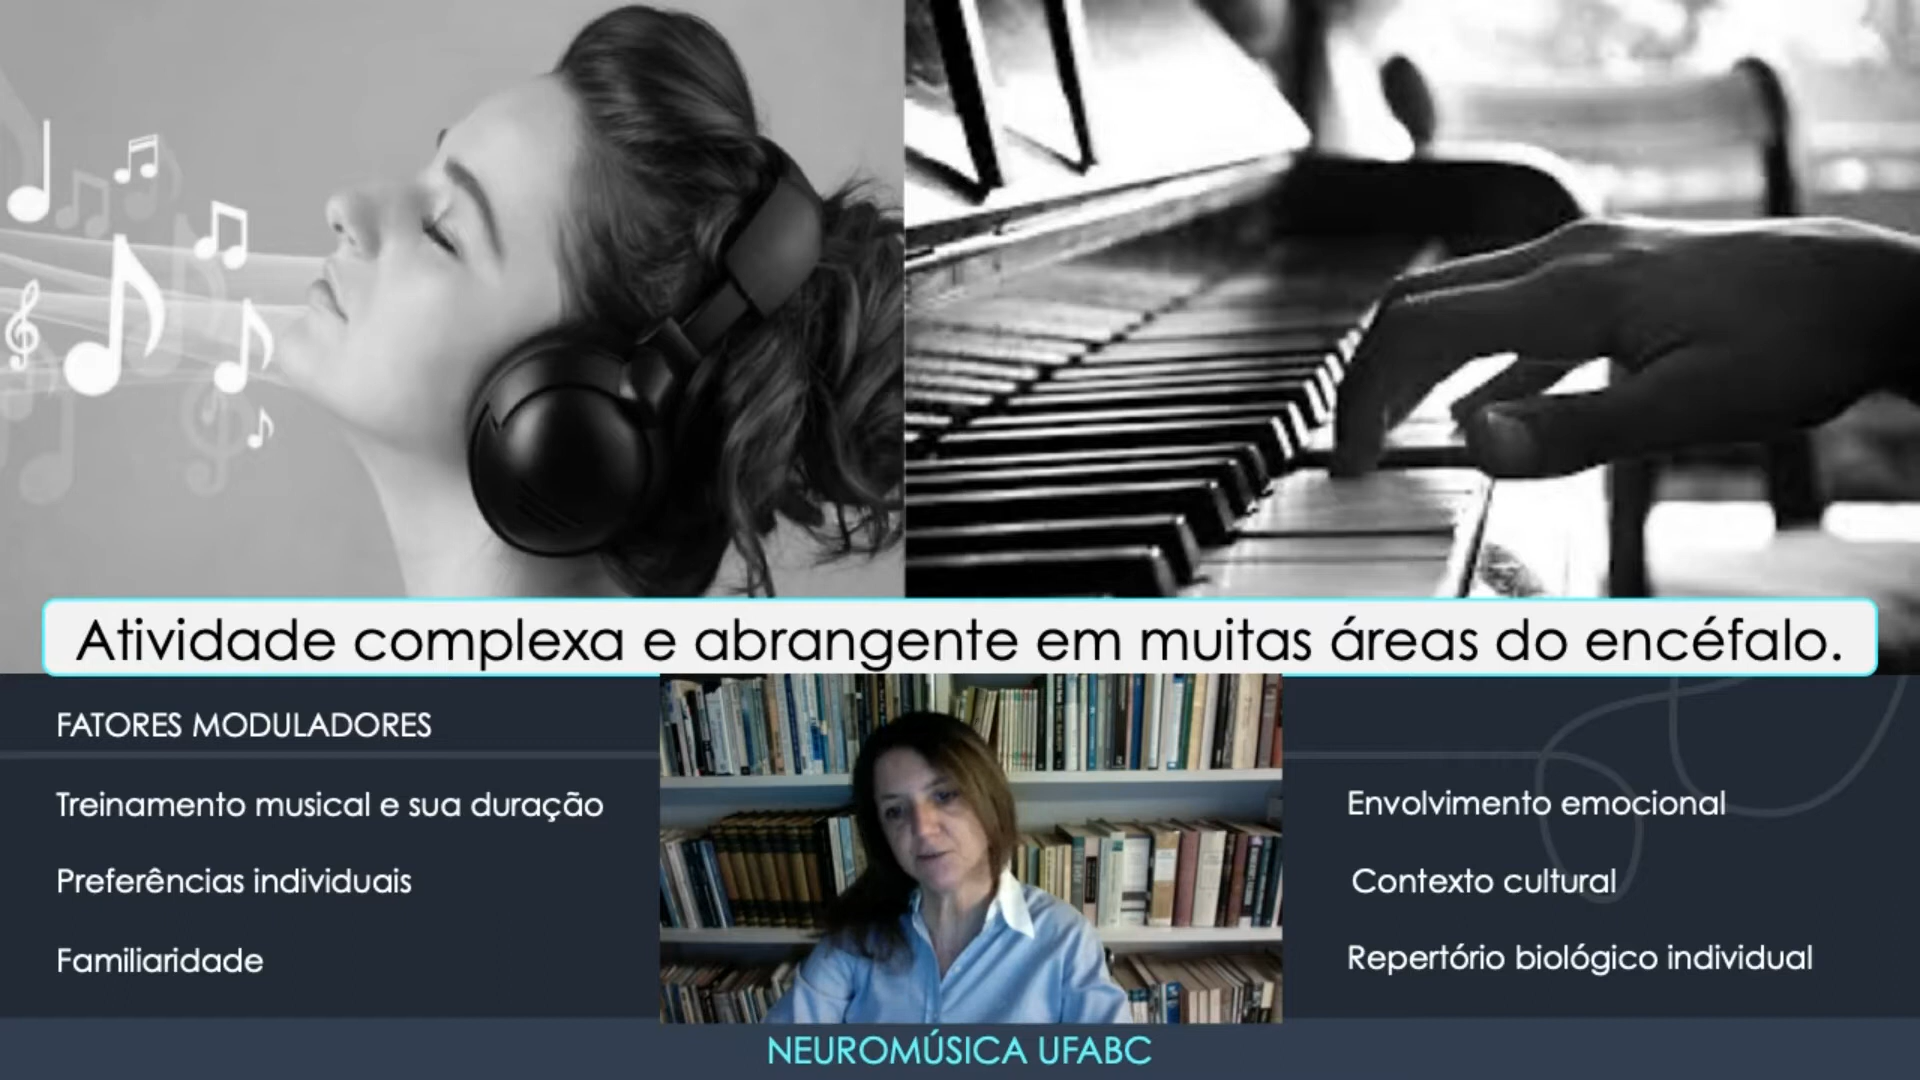 Atividade complexa e abrangente em muitas áreas do encéfalo.
FATORES MODULADORES
Treinamento musical e sua duração
Preferências individuais
Familiaridade
Envolvimento emocional
Contexto cultural
Repertório biológico individual
NEUROMÚSICA UFABC